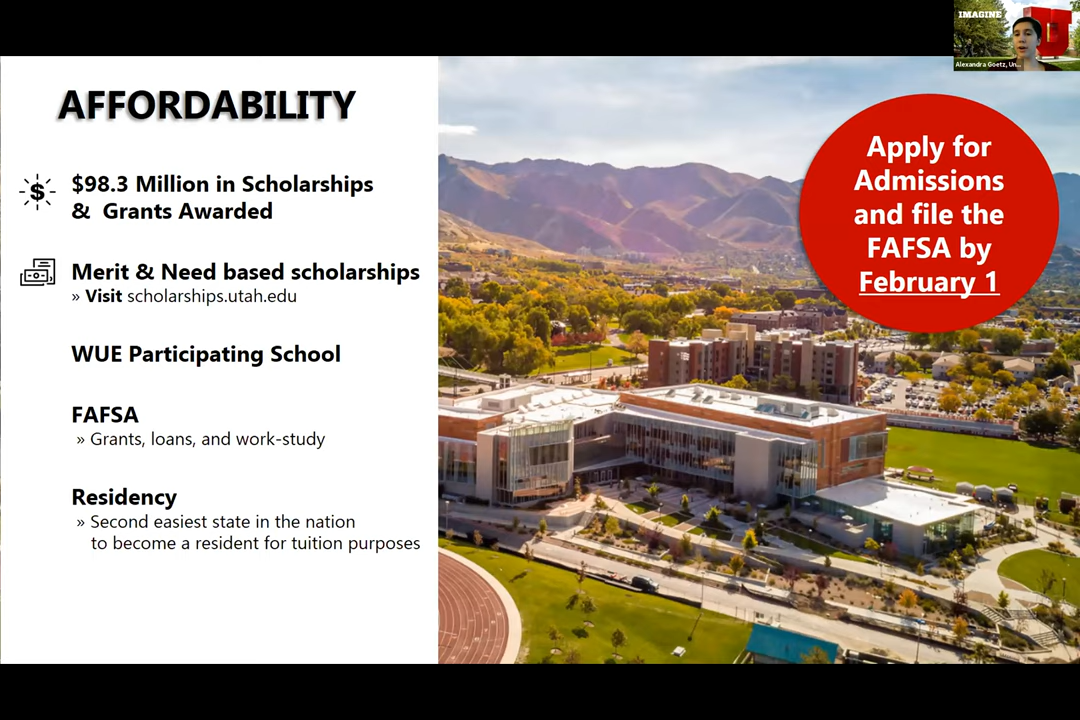 IMAGINE
U
Alexandra Goetz, Un...
AFFORDABILITY
$98.3 Million in Scholarships
& Grants Awarded
Merit & Need based scholarships
» Visit scholarships.utah.edu
WUE Participating School
FAFSA
» Grants, loans, and work-study
Residency
» Second easiest state in the nation
to become a resident for tuition purposes
Apply for
Admissions
and file the
FAFSA by
February 1